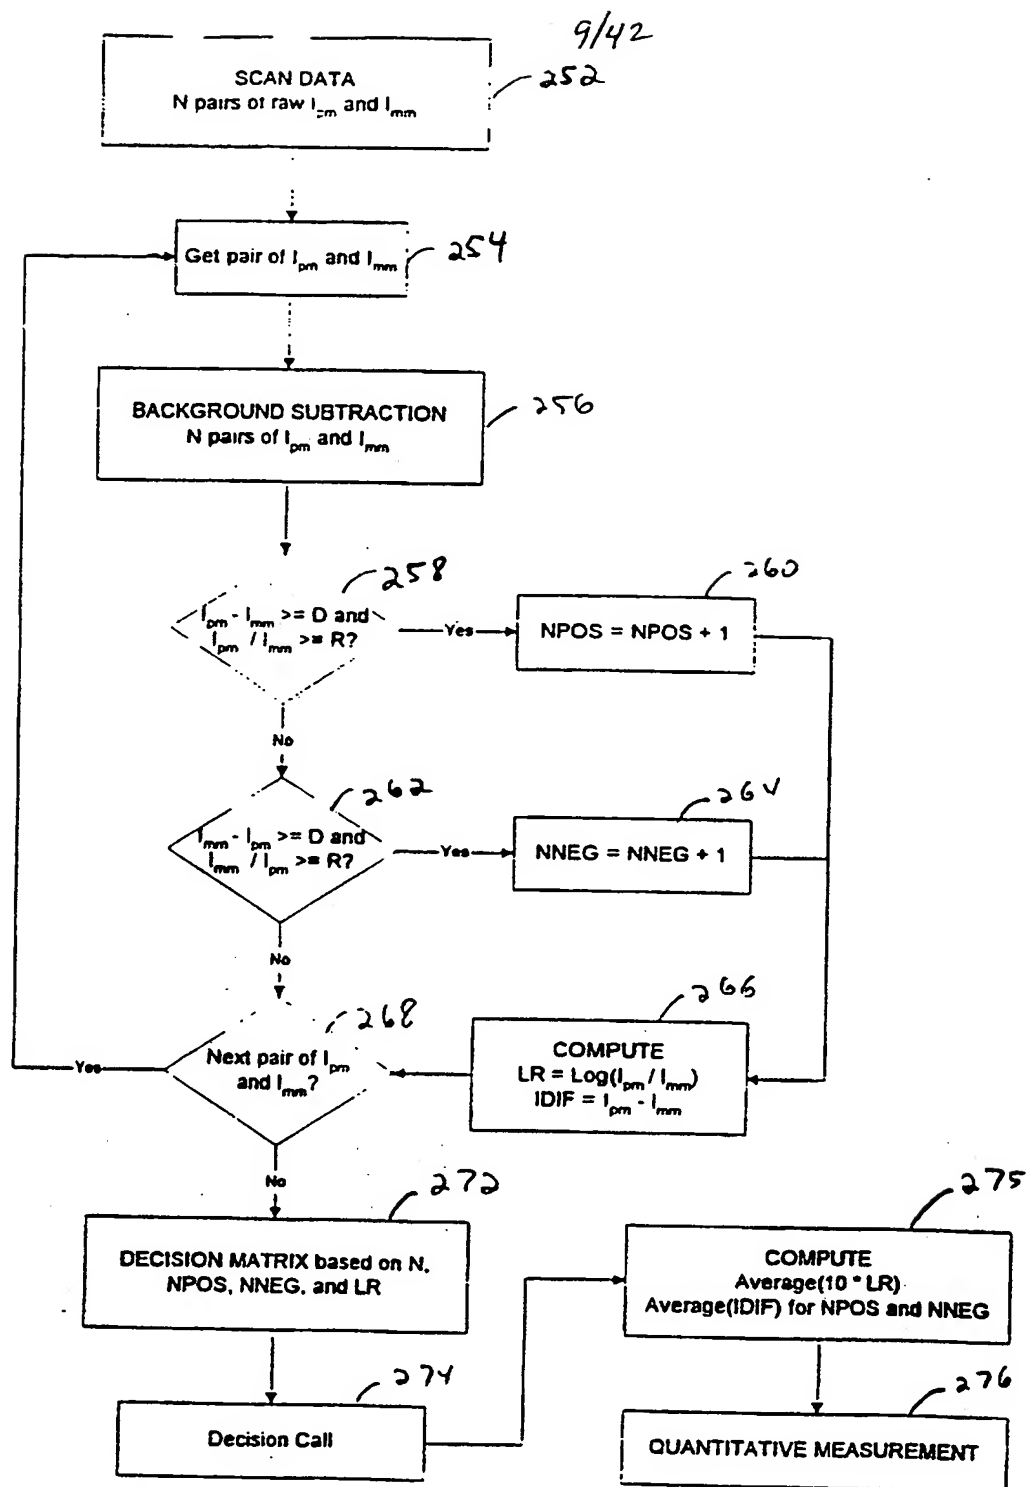 9/42
SCAN DATA
N pairs of raw I_pm and I_mm
252
Get pair of I_pm and I_mm
254
BACKGROUND SUBTRACTION
N pairs of I_pm and I_mm
256
258
I_pm - I_mm >= D and
I_pm / I_mm >= R?
Yes
260
NPOS = NPOS + 1
No
262
I_mm - I_pm >= D and
I_mm / I_pm >= R?
Yes
264
NNEG = NNEG + 1
No
268
Next pair of I_pm
and I_mm?
Yes
266
COMPUTE
LR = Log(I_pm / I_mm)
IDIF = I_pm - I_mm
No
272
DECISION MATRIX based on N,
NPOS, NNEG, and LR
275
COMPUTE
Average(10 * LR)
Average(IDIF) for NPOS and NNEG
274
Decision Call
276
QUANTITATIVE MEASUREMENT